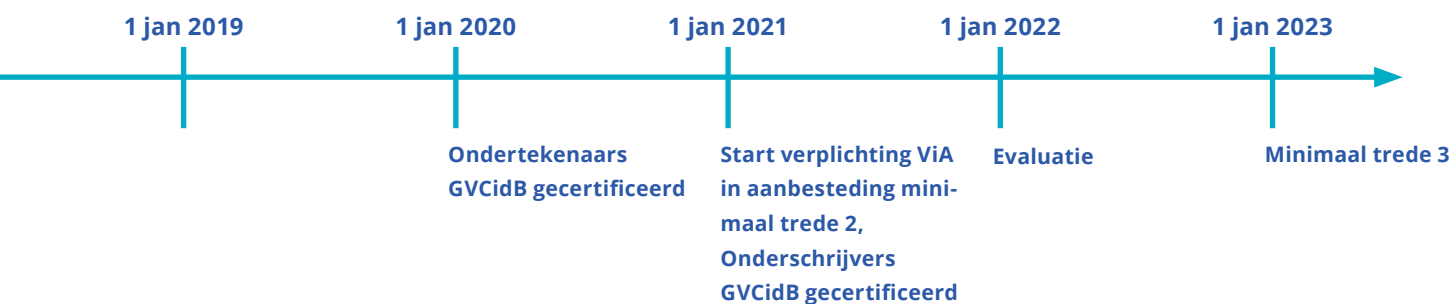 1 jan 2019
1 jan 2020
1 jan 2021
1 jan 2022
1 jan 2023
Ondertekenaars
GVCidB gecertificeerd
Start verplichting ViA
in aanbesteding mini-
maal trede 2,
Onderschrijvers
GVCidB gecertificeerd
Evaluatie
Minimaal trede 3